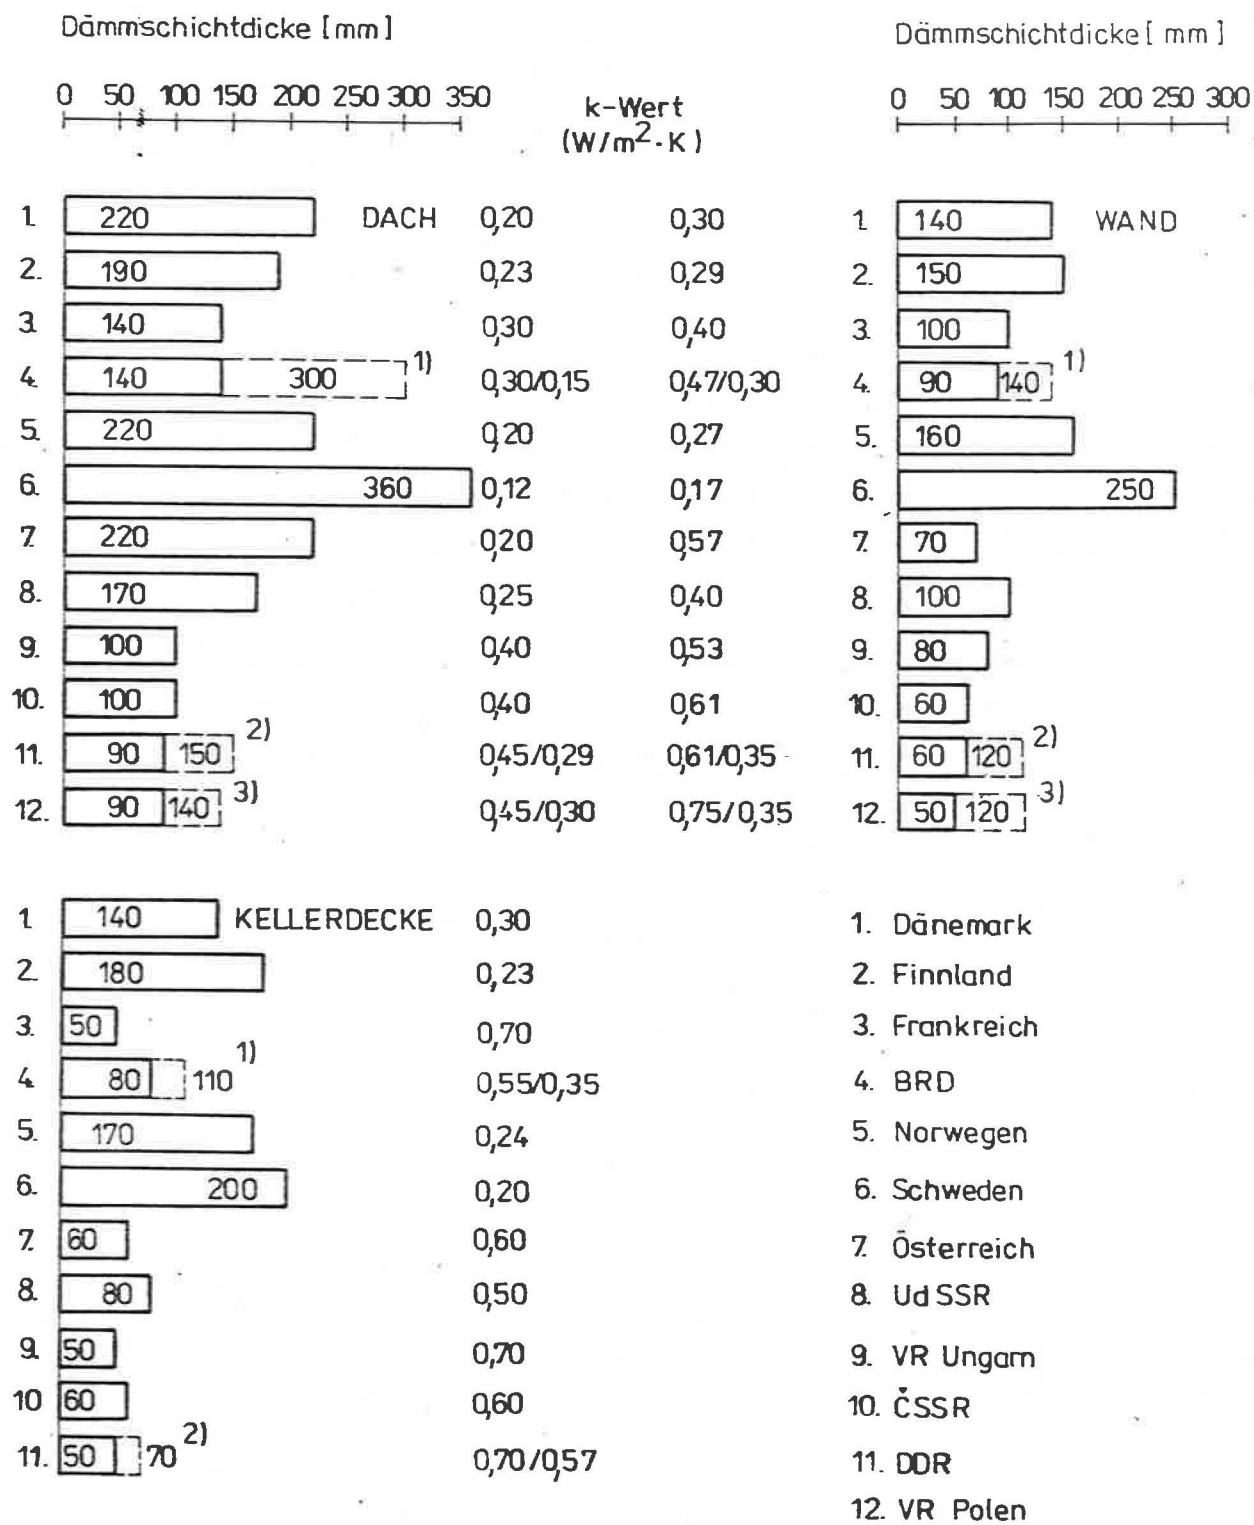 Dämmschichtdicke [mm]
Dämmschichtdicke [mm]
0 50 100 150 200 250 300 350
k-Wert
(W/m²·K)
0 50 100 150 200 250 300
1. 220 DACH 0,20 0,30 1. 140 WAND
2. 190 0,23 0,29 2. 150
3. 140 0,30 0,40 3. 100
4. 140 300 1) 0,30/0,15 0,47/0,30 4. 90 140 1)
5. 220 0,20 0,27 5. 160
6. 360 0,12 0,17 6. 250
7. 220 0,20 0,57 7. 70
8. 170 0,25 0,40 8. 100
9. 100 0,40 0,53 9. 80
10. 100 0,40 0,61 10. 60
11. 90 150 2) 0,45/0,29 0,61/0,35 11. 60 120 2)
12. 90 140 3) 0,45/0,30 0,75/0,35 12. 50 120 3)
1. 140 KELLERDECKE 0,30
2. 180 0,23
3. 50 0,70
4. 80 110 1) 0,55/0,35
5. 170 0,24
6. 200 0,20
7. 60 0,60
8. 80 0,50
9. 50 0,70
10 60 0,60
11. 50 70 2) 0,70/0,57
1. Dänemark
2. Finnland
3. Frankreich
4. BRD
5. Norwegen
6. Schweden
7. Österreich
8. UdSSR
9. VR Ungarn
10. ČSSR
11. DDR
12. VR Polen